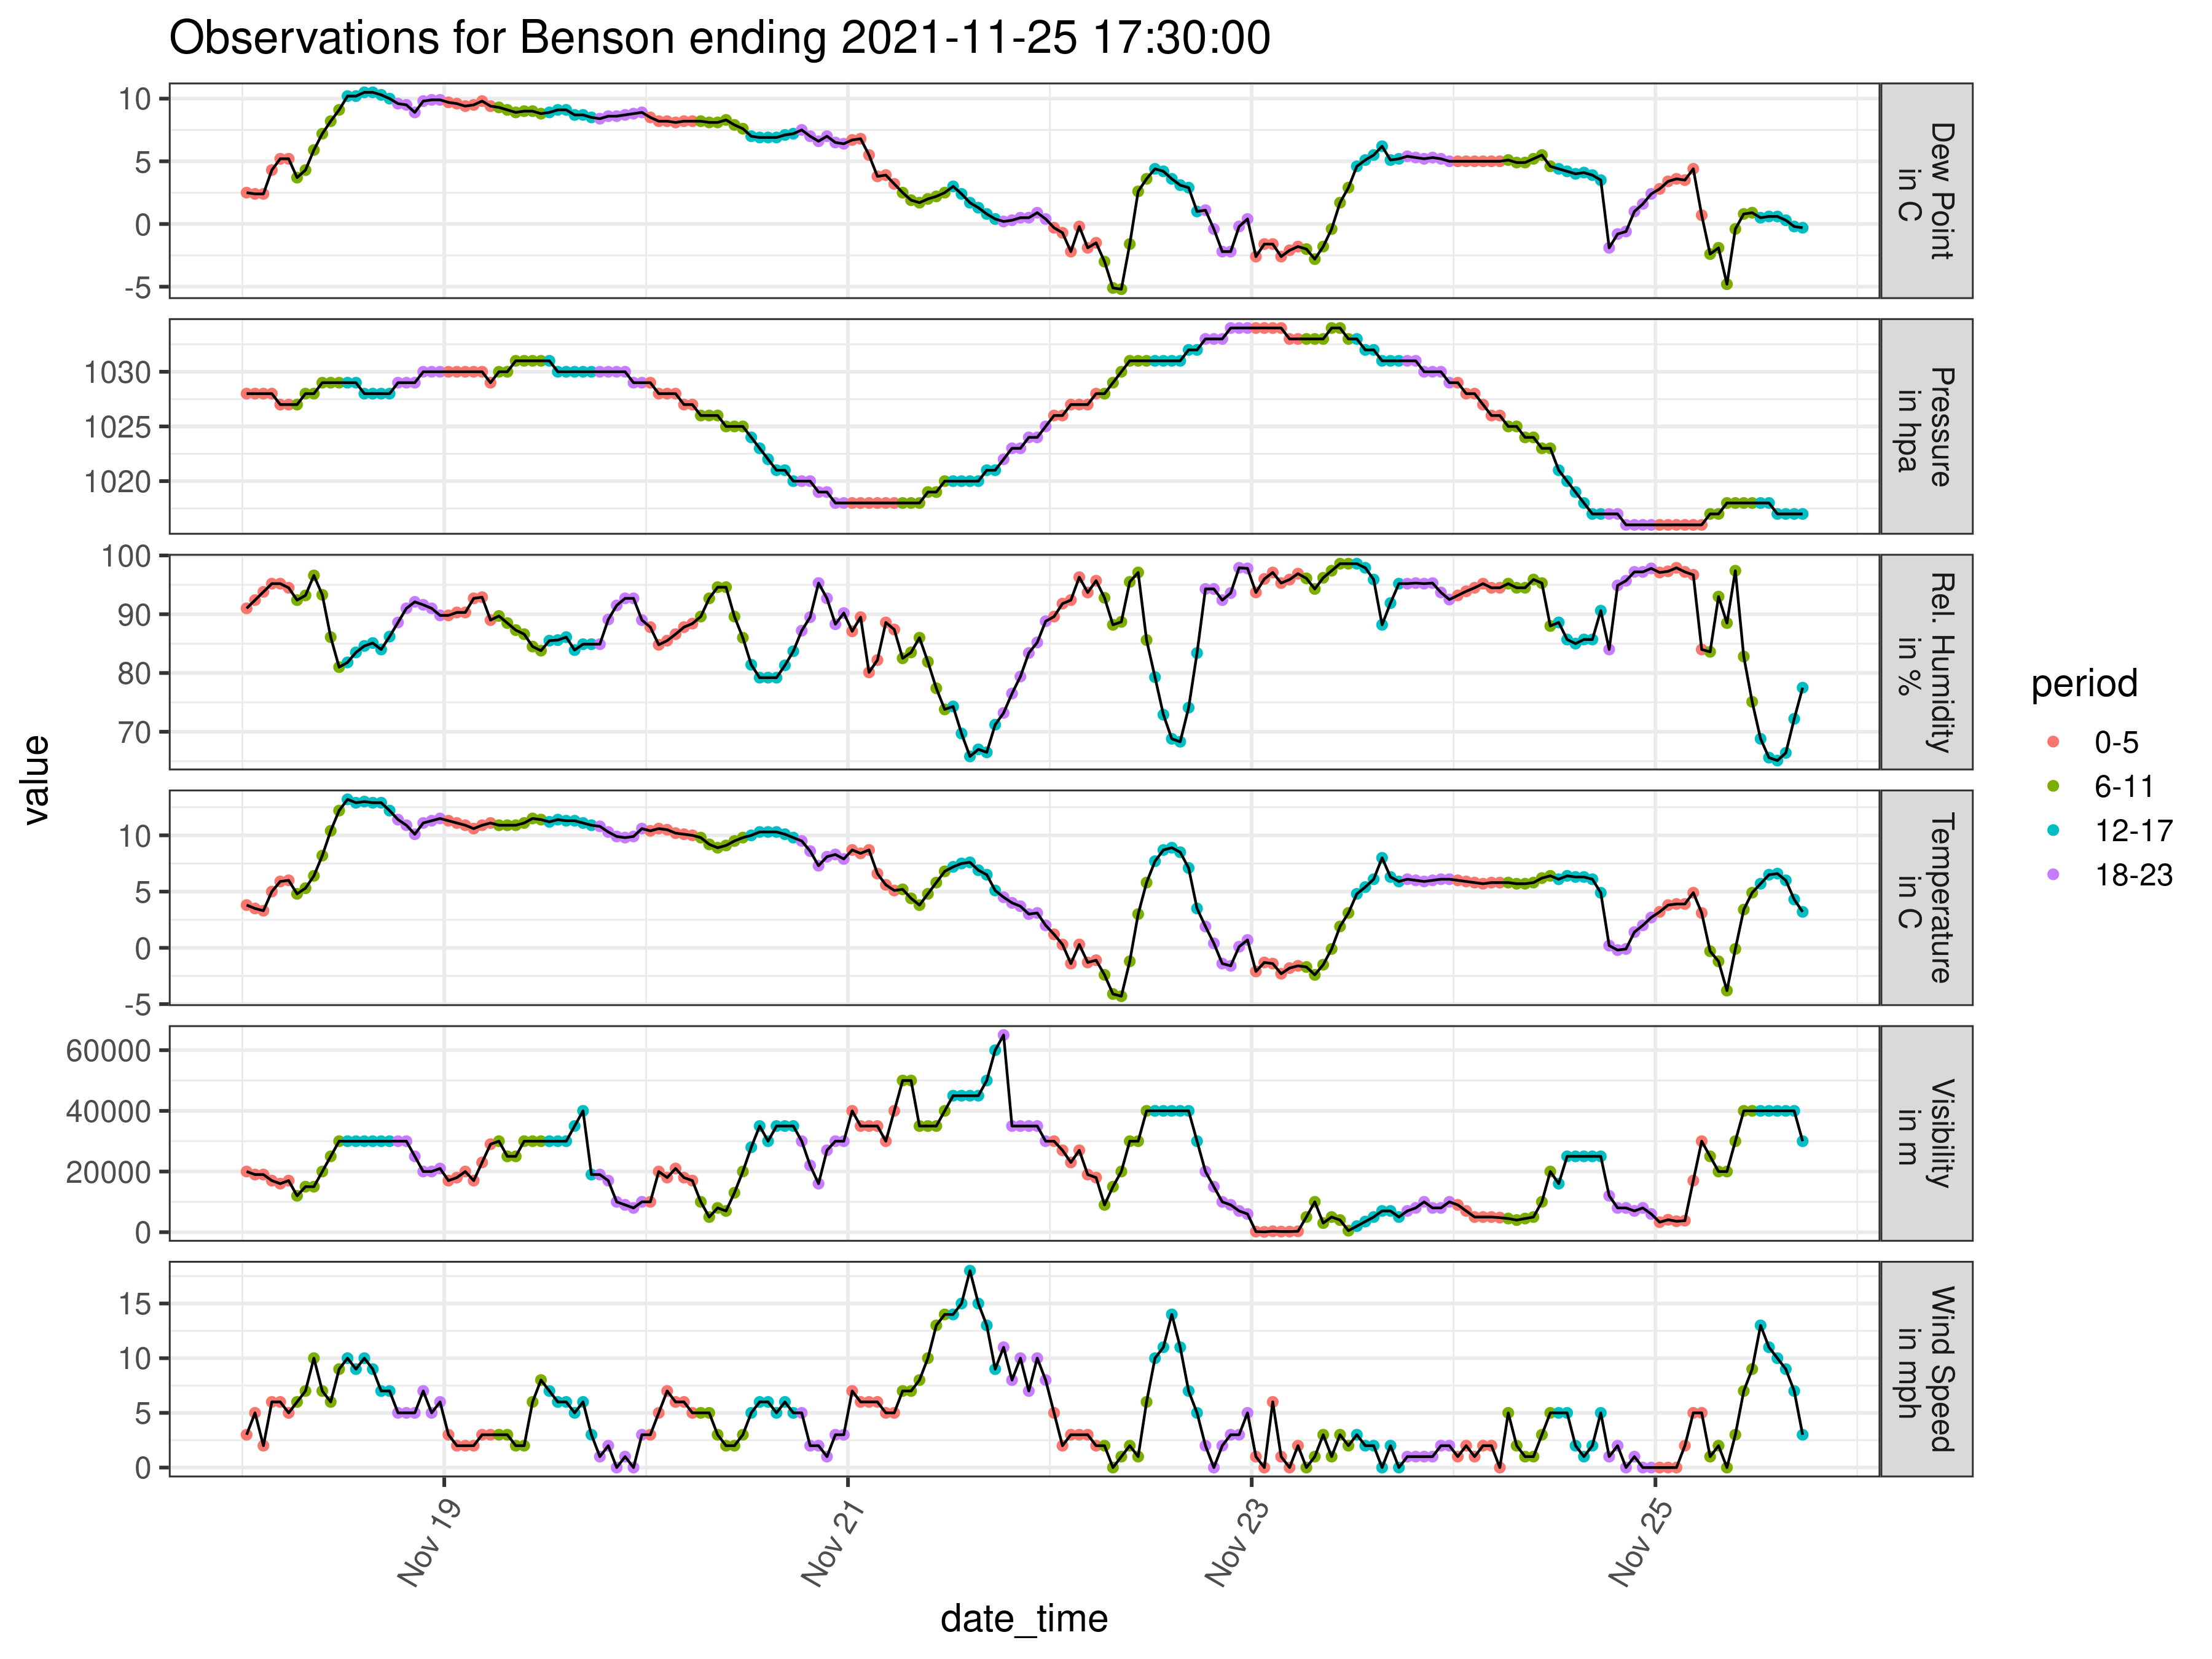 Observations for Benson ending 2021-11-25 17:30:00
value
10
5
0
-5
Dew Point
in C
1030
1025
1020
Pressure
in hpa
100
90
80
70
Rel. Humidity
in %
10
5
0
-5
Temperature
in C
60000
40000
20000
0
Visibility
in m
15
10
5
0
Wind Speed
in mph
Nov 19
Nov 21
Nov 23
Nov 25
date_time
period
0-5
6-11
12-17
18-23